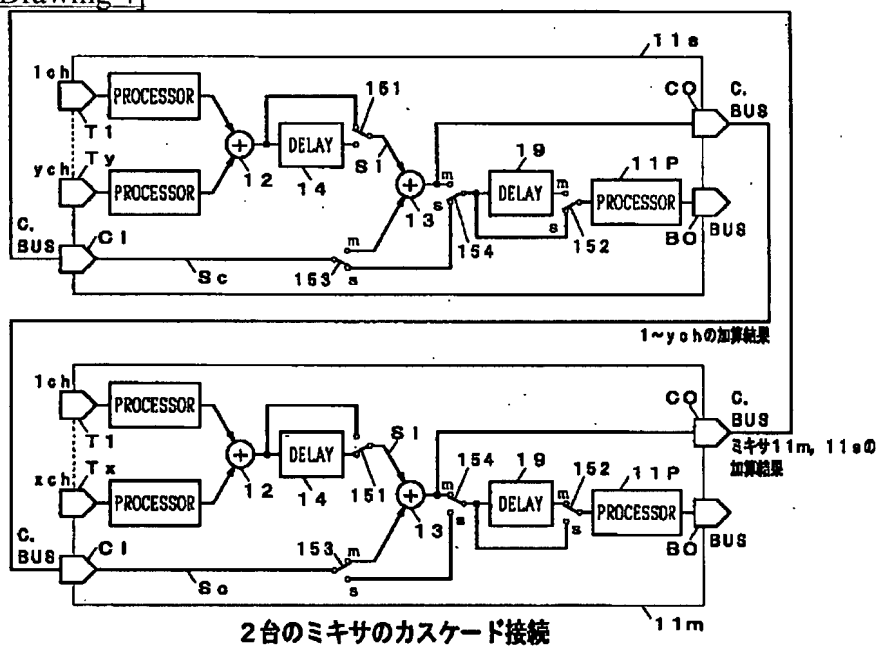 Drawing 4]
11s
1ch
PROCESSOR
T1
CO
C.
BUS
151
ych
Ty
PROCESSOR
12
DELAY
14
S1
19
DELAY
11P
PROCESSOR
13
m
s
154
m
s
152
BO
BUS
C.
BUS
CI
Sc
153
m
s
1~ychの加算結果
1ch
PROCESSOR
T1
CO
C.
BUS
ミキサ11m, 11sの
加算結果
xch
Tx
PROCESSOR
12
DELAY
14
151
S1
154
19
DELAY
152
11P
PROCESSOR
13
m
s
m
s
BO
BUS
C.
BUS
CI
Sc
153
m
s
11m
2台のミキサのカスケード接続